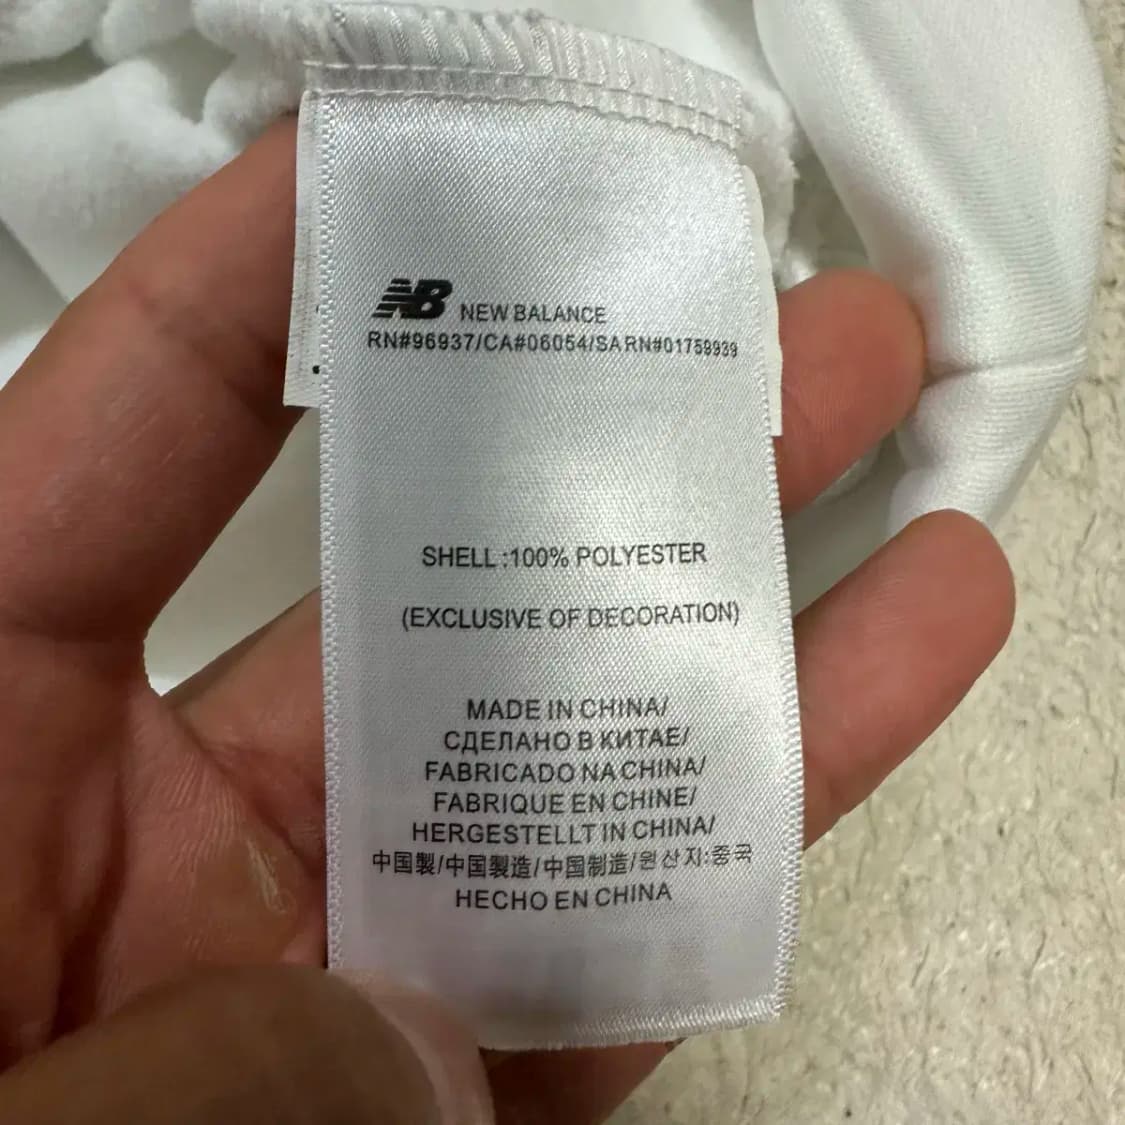 NB NEW BALANCE
RN#96937/CA#06054/SARN#01759939
SHELL :100% POLYESTER
(EXCLUSIVE OF DECORATION)
MADE IN CHINA/
СДЕЛАНО В КИТАЕ/
FABRICADO NA CHINA/
FABRIQUE EN CHINE/
HERGESTELLT IN CHINA/
中国製/中国製造/中国制造/원산지:중국
HECHO EN CHINA